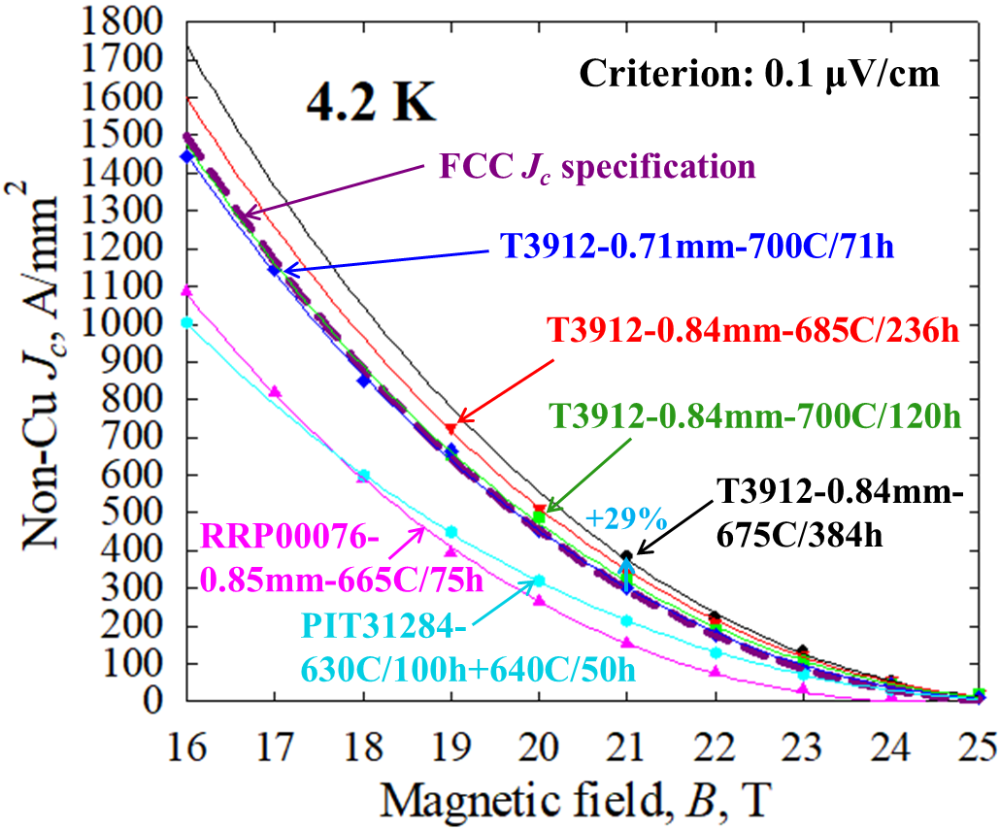 Non-Cu Jc, A/mm2
1800
1700
1600
1500
1400
1300
1200
1100
1000
900
800
700
600
500
400
300
200
100
0
4.2 K
Criterion: 0.1 μV/cm
FCC Jc specification
T3912-0.71mm-700C/71h
T3912-0.84mm-685C/236h
T3912-0.84mm-700C/120h
T3912-0.84mm-
675C/384h
+29%
RRP00076-
0.85mm-665C/75h
PIT31284-
630C/100h+640C/50h
16 17 18 19 20 21 22 23 24 25
Magnetic field, B, T